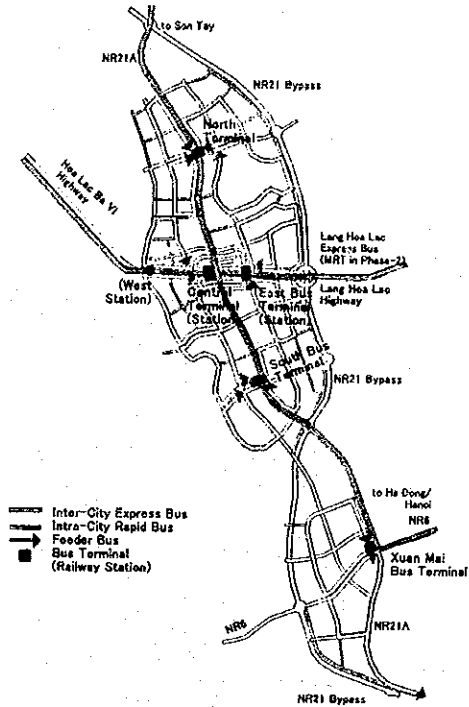 to Son Tay
NR21A
NR21 Bypass
North
Terminal
Hoa Lac Ba Vi
Highway
Lang Hoa Lac
Express Bus
(MRT in Phase-2)
Lang Hoa Lac
Highway
(West
Station)
Central
Terminal
(Station)
East Bus
Terminal
(Station)
South Bus
Terminal
NR21 Bypass
to Ha Dong/
Hanoi
NR6
Inter-City Express Bus
Intra-City Rapid Bus
Feeder Bus
Bus Terminal
(Railway Station)
Xuan Mai
Bus Terminal
NR6
NR21A
NR21 Bypass